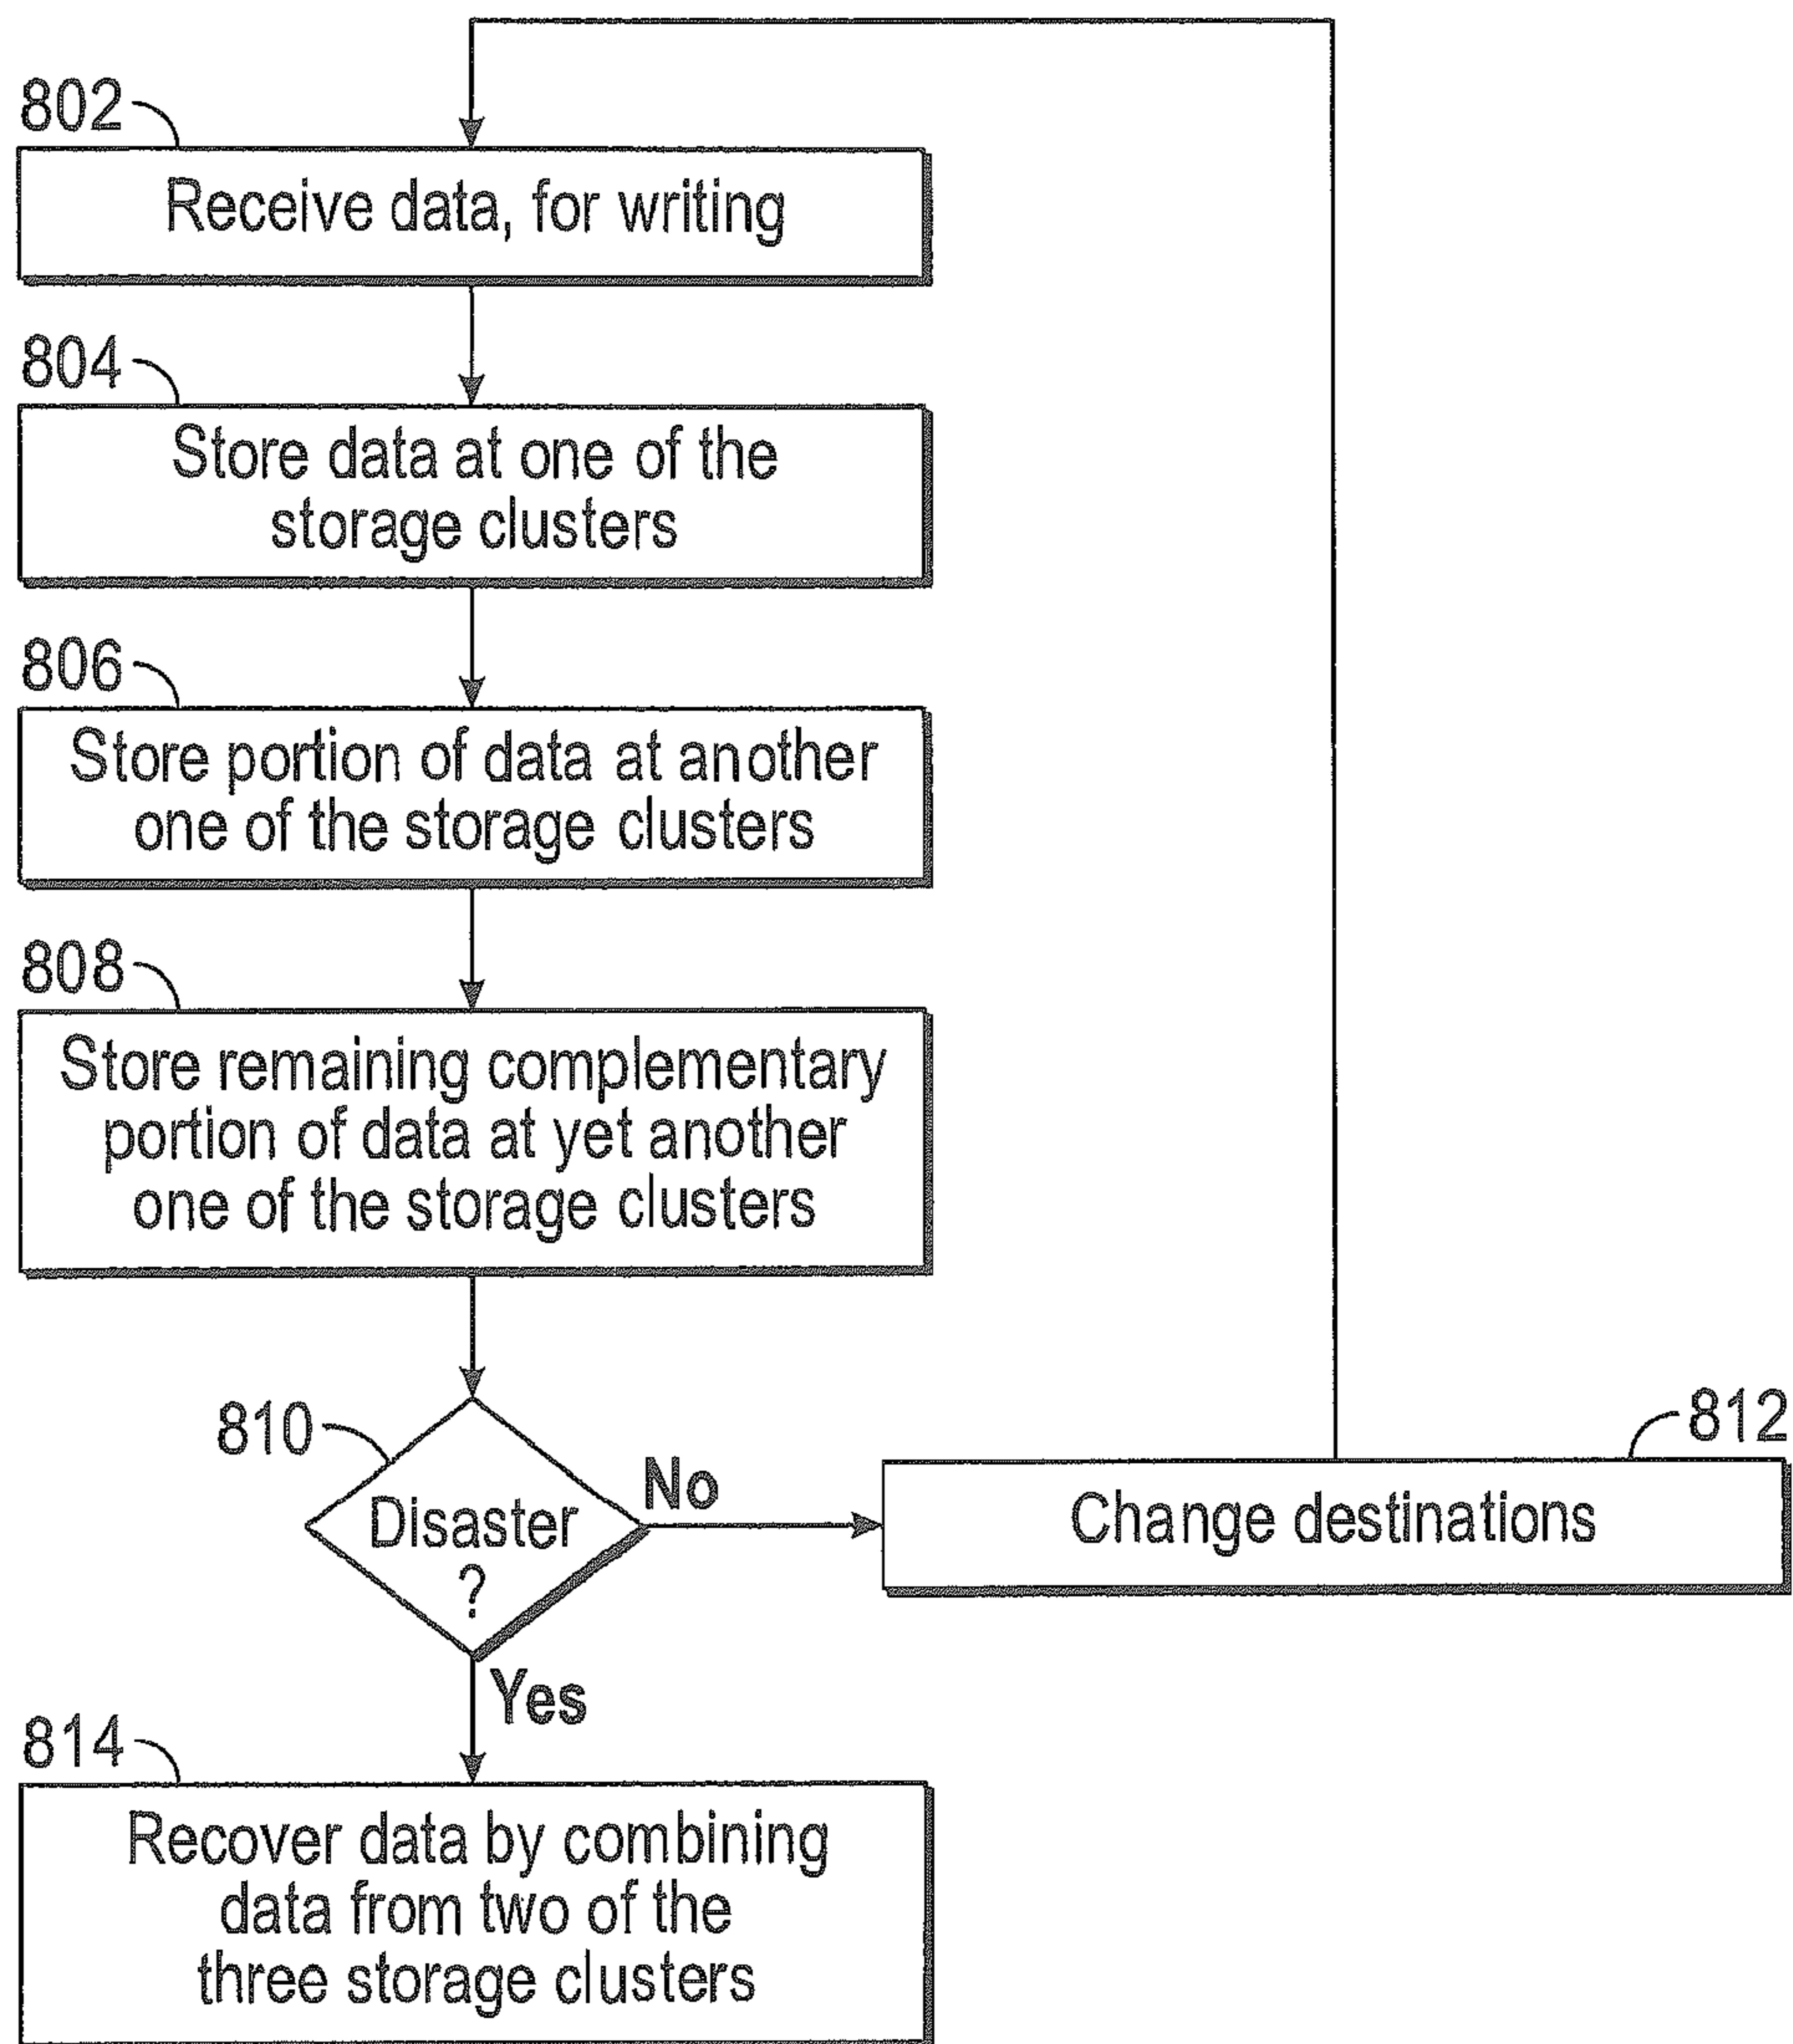 802
Receive data, for writing
804
Store data at one of the
storage clusters
806
Store portion of data at another
one of the storage clusters
808
Store remaining complementary
portion of data at yet another
one of the storage clusters
810
Disaster
?
No
812
Change destinations
Yes
814
Recover data by combining
data from two of the
three storage clusters